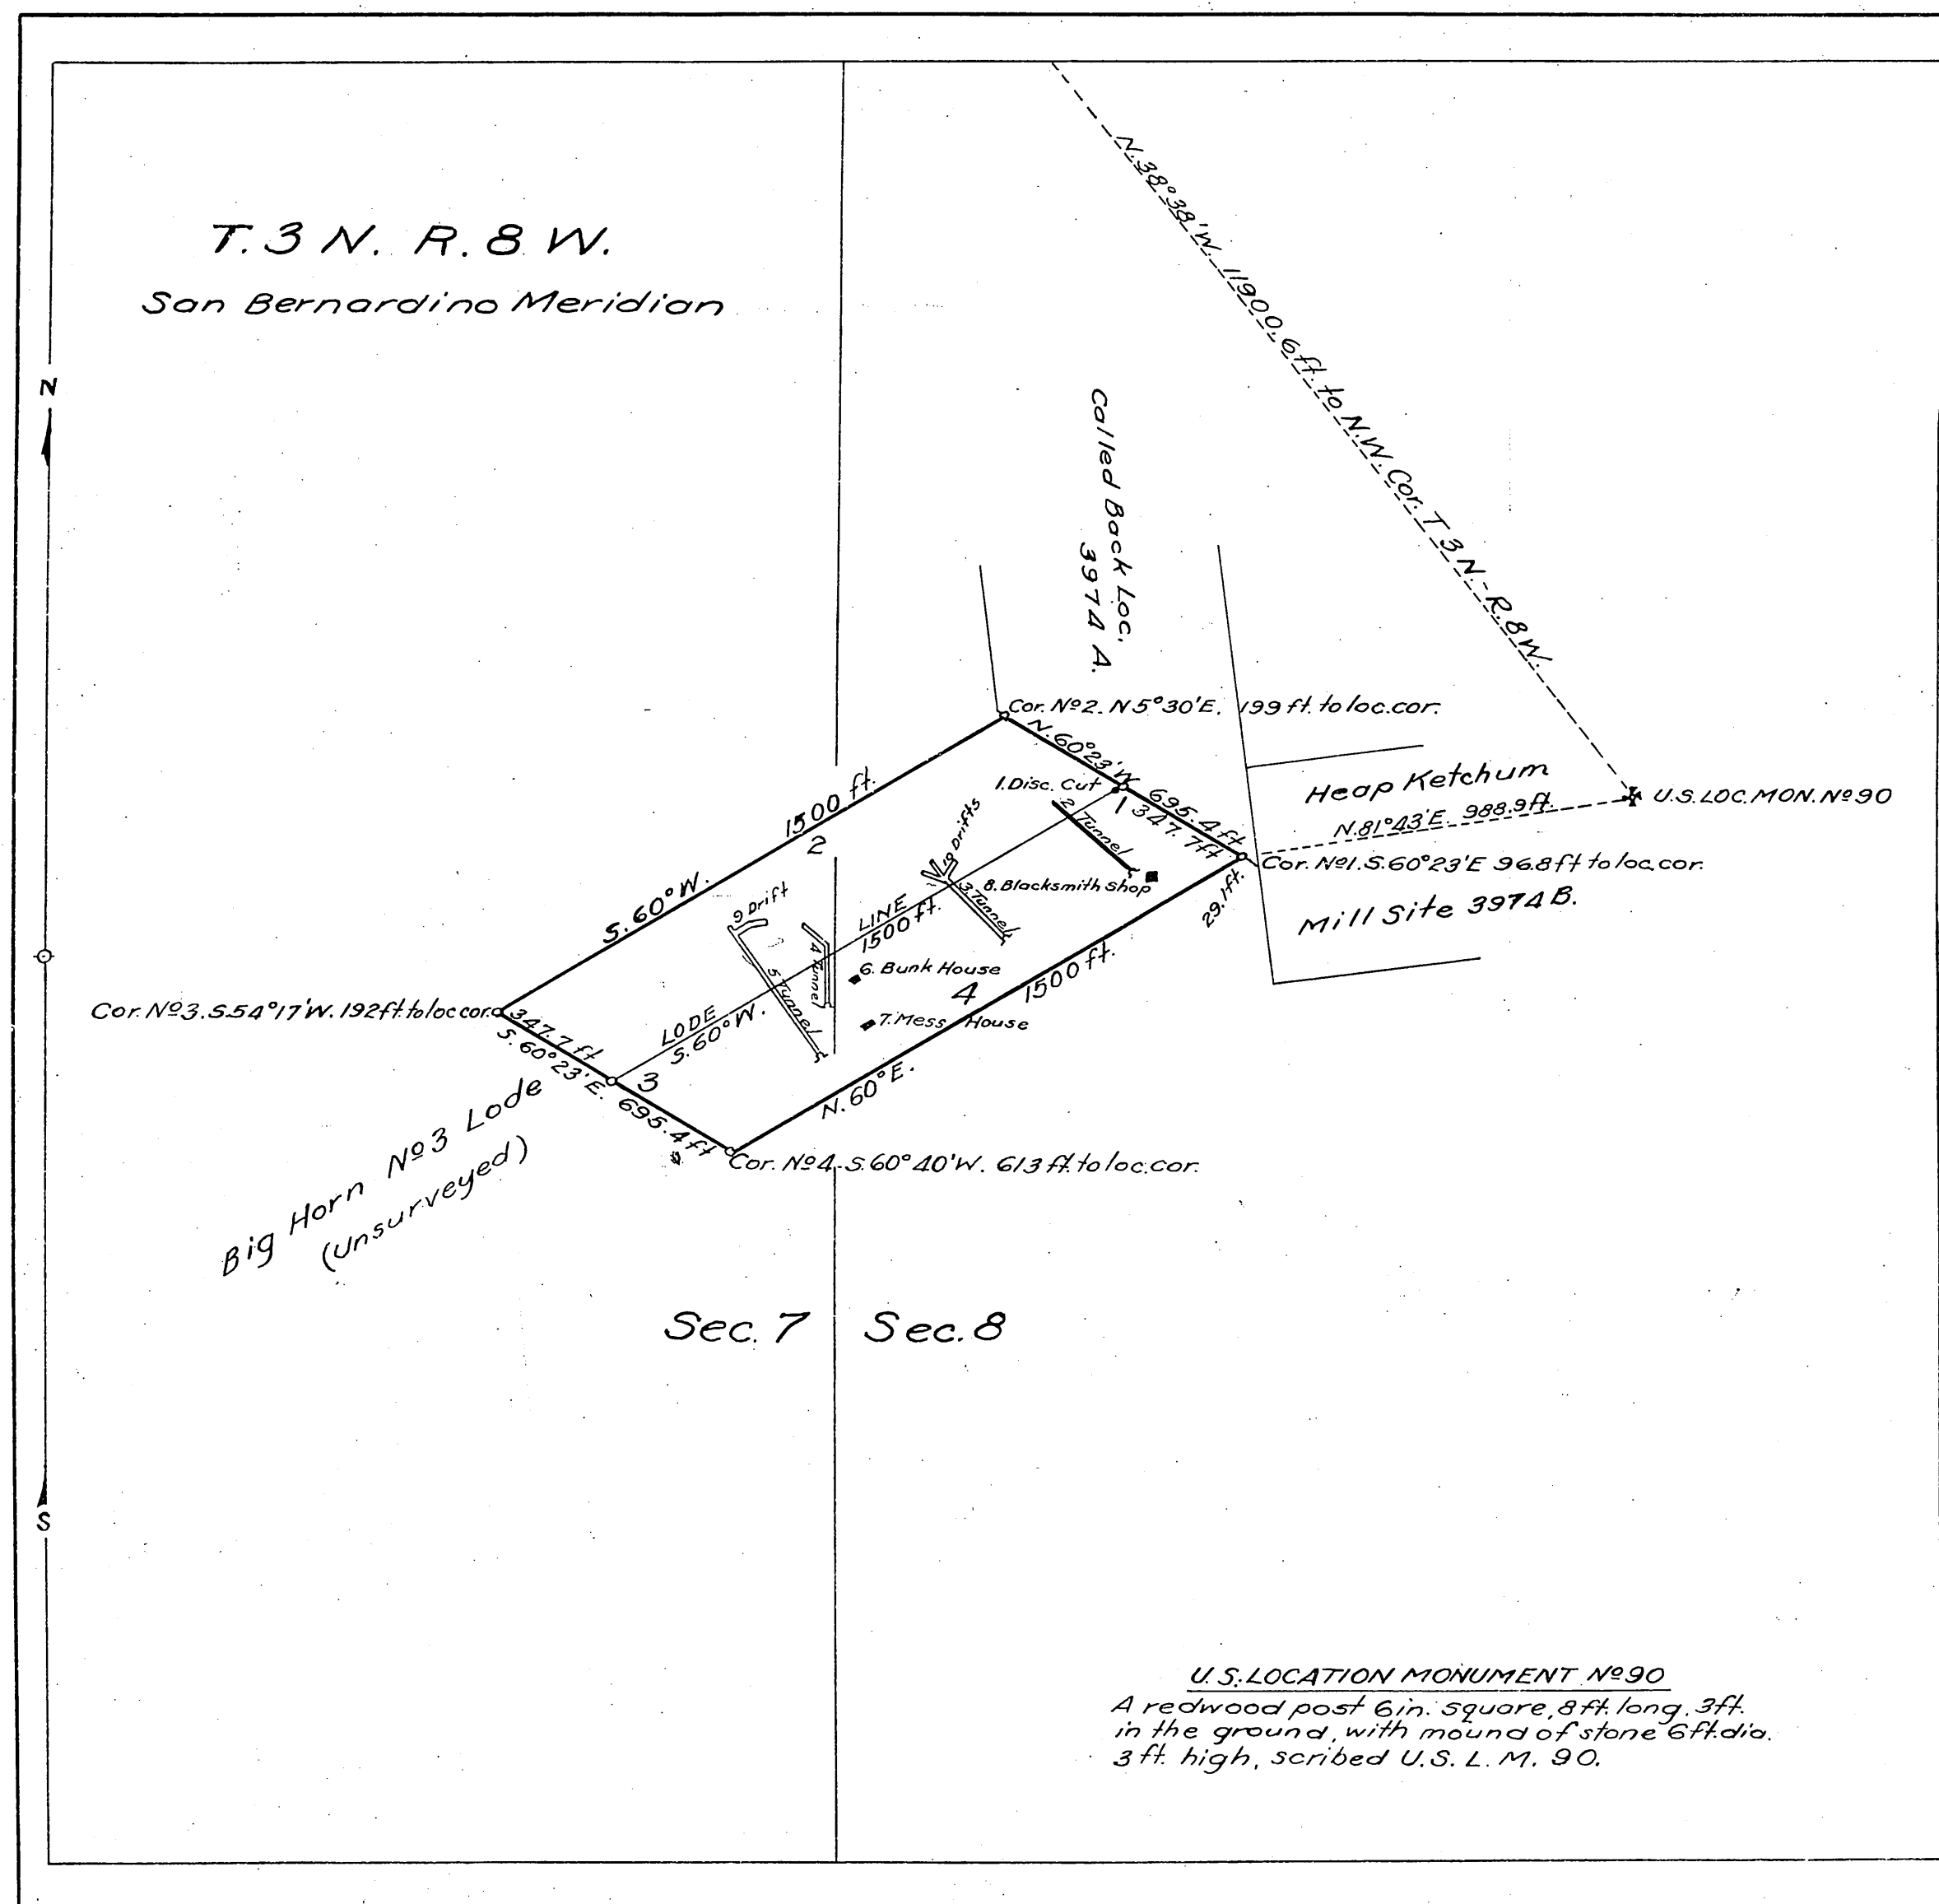 T. 3 N. R. 8 W.
San Bernardino Meridian
N
N. 38° 38' W. 11900.6 ft. to N.W. Cor. T. 3 N.- R. 8 W.
Called Back Loc.
3974 A.
Cor. Nº 2. N 5° 30' E. 199 ft. to loc. cor.
N. 60° 23' W. 695.4 ft
1. Disc. Cut
1
347.7 ft
2 Tunnel
Heap Ketchum
N. 81° 43' E. 988.9 ft.
U.S. LOC. MON. Nº 90
Cor. Nº 1. S. 60° 23' E 96.8 ft to loc. cor.
Mill Site 3974 B.
29.1 ft.
1500 ft.
2
S. 60° W.
Drifts
8. Blacksmith Shop
3. Tunnel
9 Drift
LODE LINE
S. 60° W. 1500 ft.
4 Tunnel
5 Tunnel
6. Bunk House
4
1500 ft.
7. Mess House
N. 60° E.
Cor. Nº 3. S. 54° 17' W. 192 ft. to loc cor.
347.7 ft
S. 60° 23' E. 695.4 ft
3
Cor. Nº 4. S. 60° 40' W. 613 ft. to loc. cor.
Big Horn Nº 3 Lode
(Unsurveyed)
Sec. 7 Sec. 8
S
U.S. LOCATION MONUMENT Nº 90
A redwood post 6 in. square, 8 ft. long, 3 ft.
in the ground, with mound of stone 6 ft. dia.
3 ft. high, scribed U.S. L. M. 90.